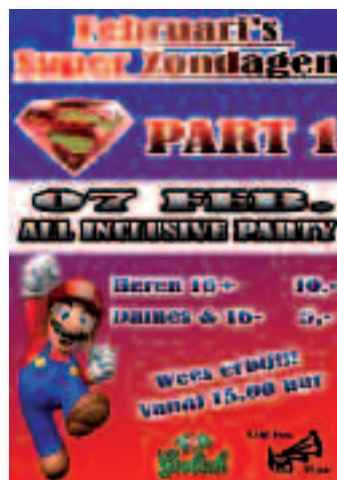 Februari's
Super Zondagen
PART 1
07 FEB.
ALL INCLUSIVE PARTY
Heren 16+ 10,-
Dames & 16- 5,-
Wees erbij!!
Vanaf 15.00 uur